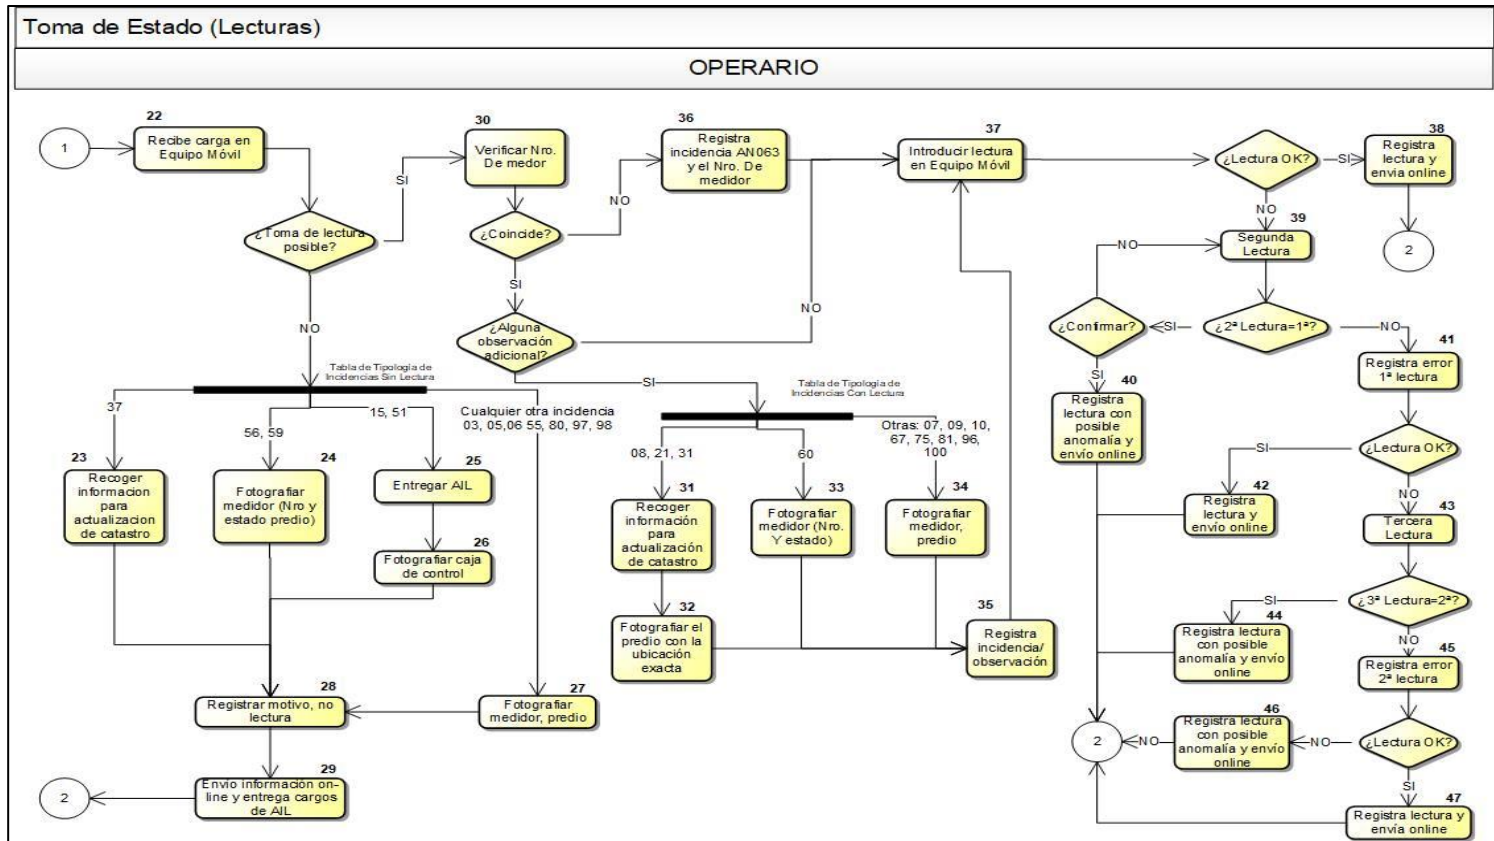 Toma de Estado (Lecturas)
OPERARIO
1
22
Recibe carga en
Equipo Móvil
¿Toma de lectura
posible?
SI
NO
30
Verificar Nro.
De medor
¿Coincide?
NO
SI
¿Alguna
observación
adicional?
NO
SI
36
Registra
incidencia AN063
y el Nro. De
medidor
37
Introducir lectura
en Equipo Móvil
¿Lectura OK?
SI
NO
38
Registra
lectura y
envia online
2
39
Segunda
Lectura
NO
¿Confirmar?
SI
¿2ª Lectura=1ª?
NO
SI
40
Registra
lectura con
posible
anomalía y
envío online
41
Registra error
1ª lectura
¿Lectura OK?
SI
NO
42
Registra
lectura y
envío online
43
Tercera
Lectura
¿3ª Lectura=2ª?
SI
NO
44
Registra lectura
con posible
anomalía y envío
online
45
Registra error
2ª lectura
46
Registra lectura
con posible
anomalía y envío
online
¿Lectura OK?
NO
NO
2
SI
47
Registra lectura y
envía online
Tabla de Tipología de
Incidencias Sin Lectura
37
56, 59
15, 51
Cualquier otra incidencia
03, 05,06 55, 80, 97, 98
23
Recoger
informacion
para
actualizacion
de catastro
24
Fotografiar
medidor (Nro y
estado predio)
25
Entregar AIL
26
Fotografiar caja
de control
27
Fotografiar
medidor, predio
28
Registrar motivo, no
lectura
29
Envío información on-
line y entrega cargos
de AIL
2
Tabla de Tipología de
Incidencias Con Lectura
08, 21, 31
60
Otras: 07, 09, 10,
67, 75, 81, 96,
100
31
Recoger
información
para
actualización
de catastro
32
Fotografiar el
predio con la
ubicación
exacta
33
Fotografiar
medidor (Nro.
Y estado)
34
Fotografiar
medidor,
predio
35
Registra
incidencia/
observación